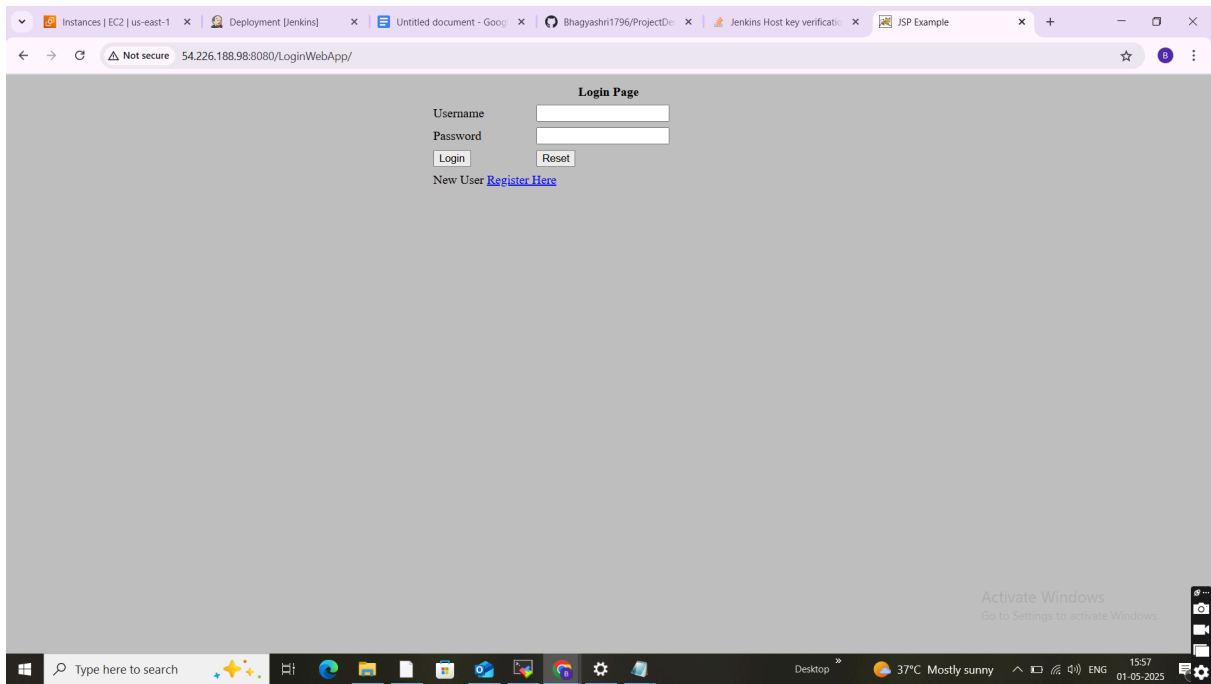 Instances | EC2 | us-east-1
Deployment [Jenkins]
Untitled document - Goog
Bhagyashri1796/ProjectDe
Jenkins Host key verificatio
JSP Example
Not secure
54.226.188.98:8080/LoginWebApp/
B
Login Page
Username
Password
Login Reset
New User Register Here
Activate Windows
Go to Settings to activate Windows.
Type here to search
Desktop
37°C Mostly sunny
ENG
15:57
01-05-2025